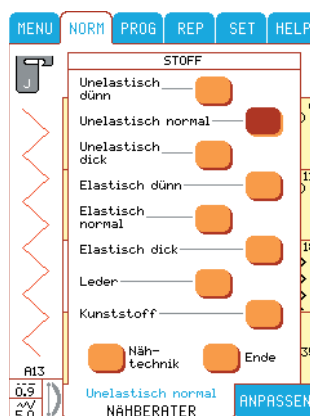 MENU NORM PROG REP SET HELP
STOFF
J
Unelastisch
dünn
Unelastisch normal
Unelastisch
dick
Elastisch dünn
Elastisch
normal
Elastisch dick
Leder
Kunststoff
Näh-
technik
Ende
A13
0.9
5.0
Unelastisch normal
NÄHBERATER
ANPASSEN